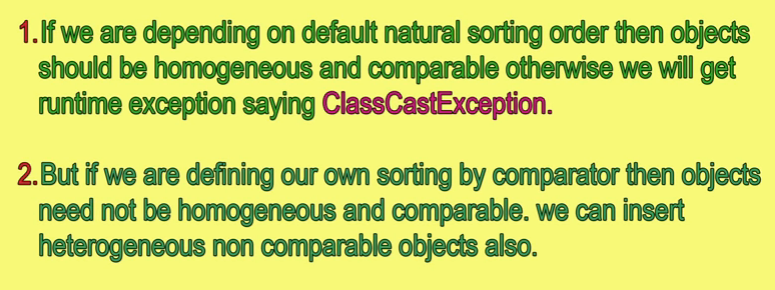 1.If we are depending on default natural sorting order then objects
should be homogeneous and comparable otherwise we will get
runtime exception saying ClassCastException.
2.But if we are defining our own sorting by comparator then objects
need not be homogeneous and comparable. we can insert
heterogeneous non comparable objects also.